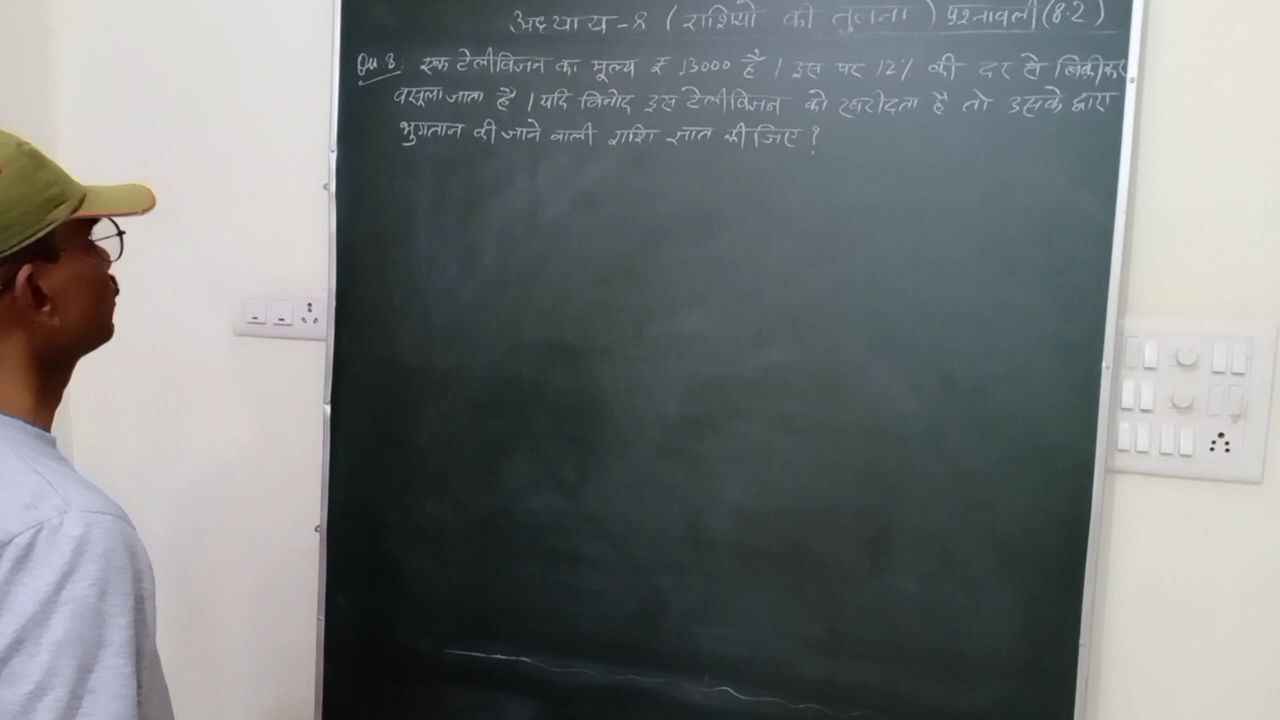 अध्याय-8 (राशियों की तुलना) प्रश्नावली(8.2)
Qu.8. एक टेलीविजन का मूल्य ₹ 13000 है । इस पर 12% की दर से बिक्रीकर
वसूला जाता है । यदि विनोद इस टेलीविजन को खरीदता है तो उसके द्वारा
भुगतान की जाने वाली राशि ज्ञात कीजिए ?